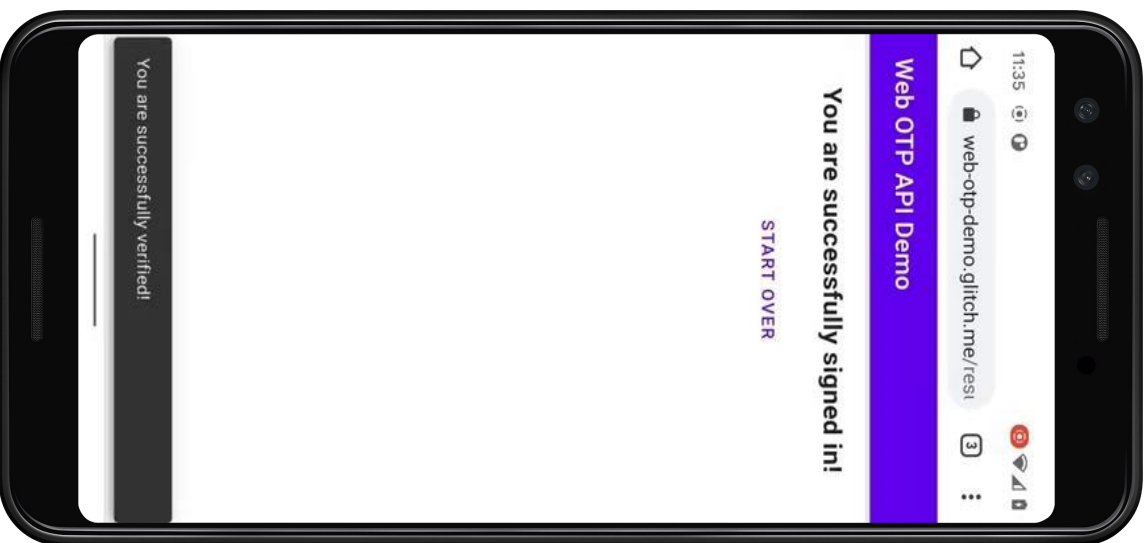 11:35
web-otp-demo.glitch.me/resu
3
Web OTP API Demo
You are successfully signed in!
START OVER
You are successfully verified!